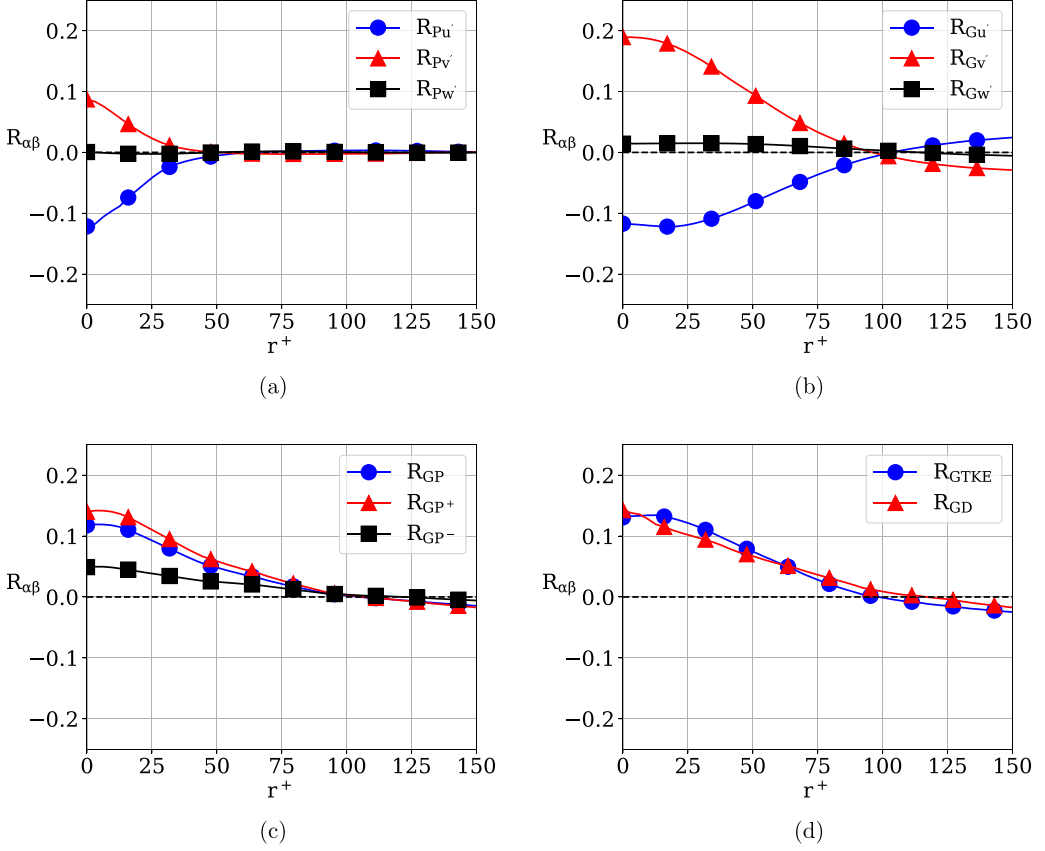 0.2
0.1
0.0
−0.1
−0.2
R_αβ
0 25 50 75 100 125 150
r⁺
R_Pu′
R_Pv′
R_Pw′
(a)
0.2
0.1
0.0
−0.1
−0.2
R_αβ
0 25 50 75 100 125 150
r⁺
R_Gu′
R_Gv′
R_Gw′
(b)
0.2
0.1
0.0
−0.1
−0.2
R_αβ
0 25 50 75 100 125 150
r⁺
R_GP
R_GP⁺
R_GP⁻
(c)
0.2
0.1
0.0
−0.1
−0.2
R_αβ
0 25 50 75 100 125 150
r⁺
R_GTKE
R_GD
(d)